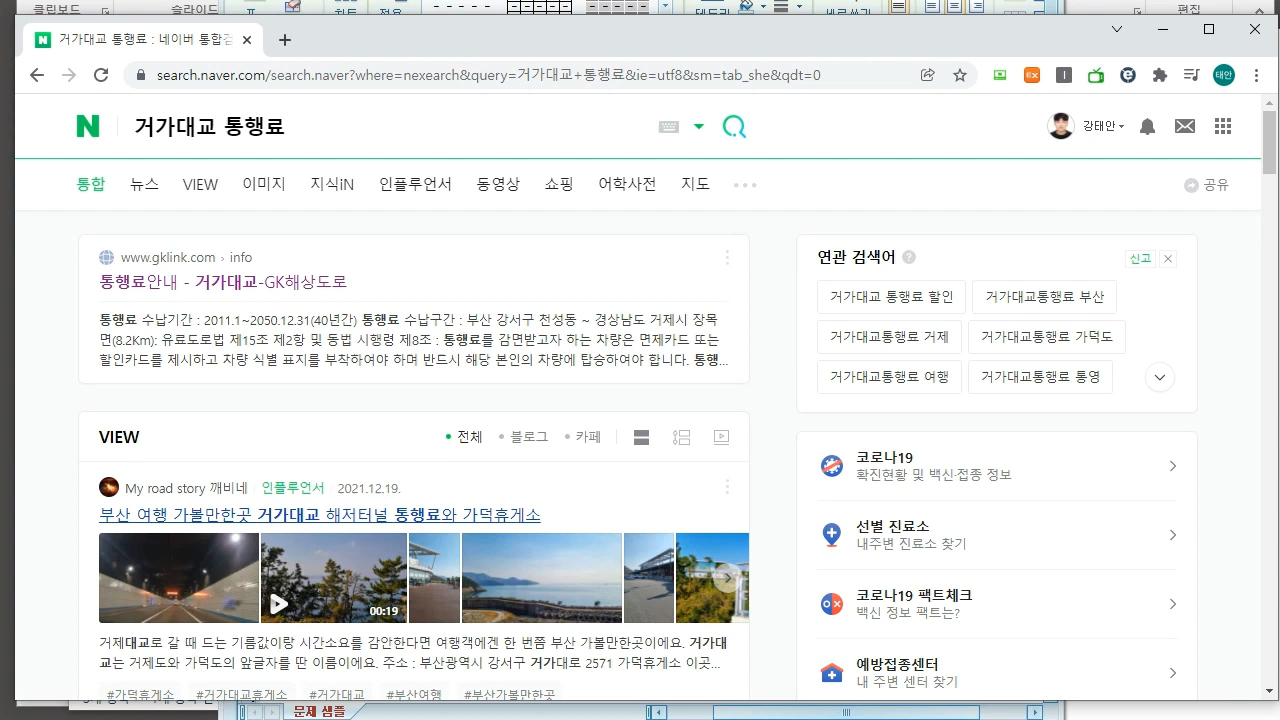 클립보드
슬라이드
편집
거가대교 통행료 : 네이버 통합검
search.naver.com/search.naver?where=nexearch&query=거가대교+통행료&ie=utf8&sm=tab_she&qdt=0
태안
N 거가대교 통행료
강태안
통합 뉴스 VIEW 이미지 지식iN 인플루언서 동영상 쇼핑 어학사전 지도
공유
www.gklink.com › info
통행료안내 - 거가대교-GK해상도로
통행료 수납기간 : 2011.1~2050.12.31(40년간) 통행료 수납구간 : 부산 강서구 천성동 ~ 경상남도 거제시 장목
면(8.2Km): 유료도로법 제15조 제2항 및 동법 시행령 제8조 : 통행료를 감면받고자 하는 차량은 면제카드 또는
할인카드를 제시하고 차량 식별 표지를 부착하여야 하며 반드시 해당 본인의 차량에 탑승하여야 합니다. 통행...
VIEW
전체 블로그 카페
My road story 깨비네 인플루언서 2021.12.19.
부산 여행 가볼만한곳 거가대교 해저터널 통행료와 가덕휴게소
00:19
거제대교로 갈 때 드는 기름값이랑 시간소요를 감안한다면 여행객에겐 한 번쯤 부산 가볼만한곳이에요. 거가대
교는 거제도와 가덕도의 앞글자를 딴 이름이에요. 주소 : 부산광역시 강서구 거가대로 2571 가덕휴게소 이곳...
#가덕휴게소 #거가대교휴게소 #거가대교 #부산여행 #부산가볼만한곳
연관 검색어
신고
거가대교 통행료 할인 거가대교통행료 부산
거가대교통행료 거제 거가대교통행료 가덕도
거가대교통행료 여행 거가대교통행료 통영
코로나19
확진현황 및 백신·접종 정보
선별 진료소
내주변 진료소 찾기
코로나19 팩트체크
백신 정보 팩트는?
예방접종센터
내 주변 센터 찾기
문제 샘플